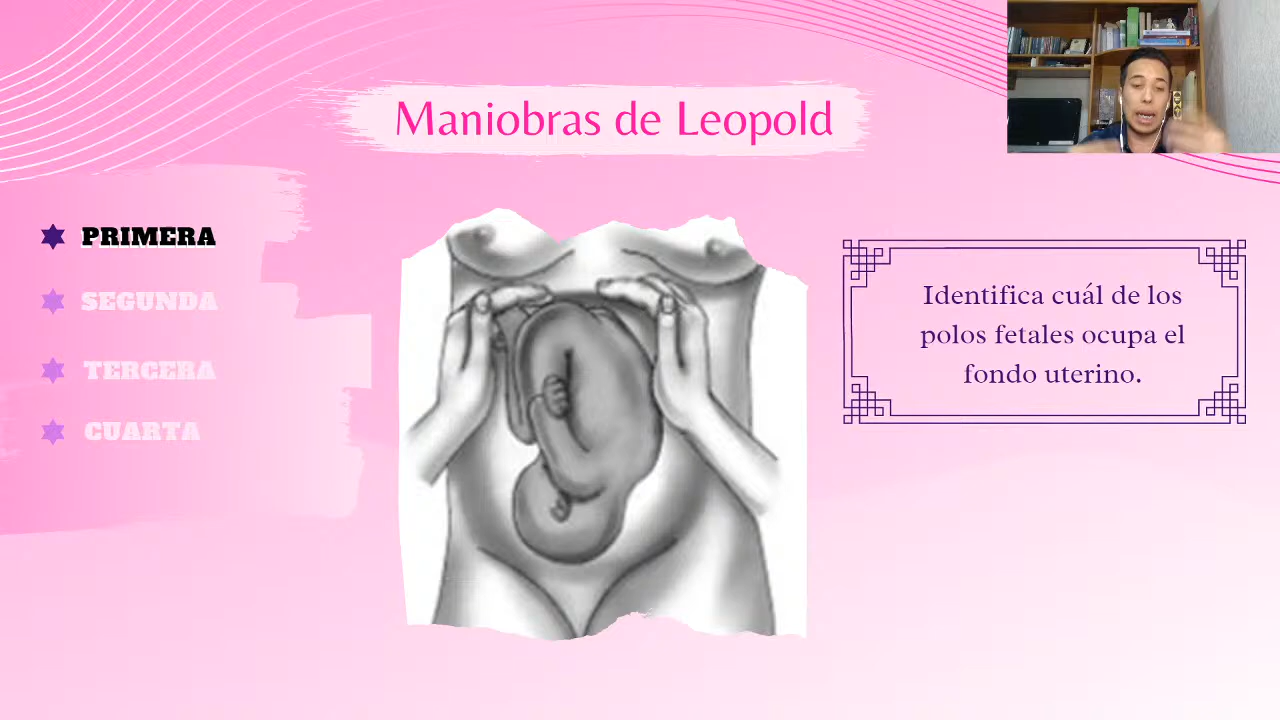 Maniobras de Leopold
PRIMERA
SEGUNDA
TERCERA
CUARTA
Identifica cuál de los
polos fetales ocupa el
fondo uterino.